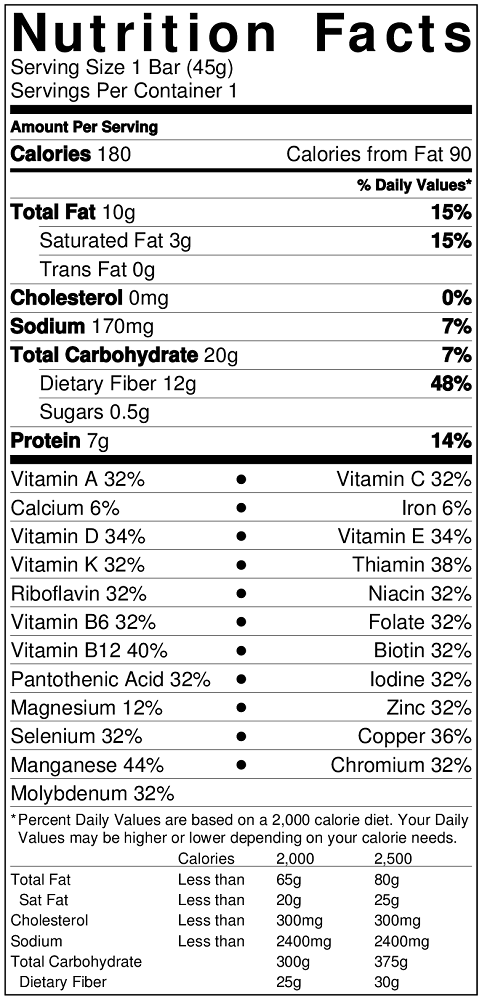 Nutrition Facts
Serving Size 1 Bar (45g)
Servings Per Container 1
Amount Per Serving
Calories 180 Calories from Fat 90
% Daily Values*
Total Fat 10g 15%
Saturated Fat 3g 15%
Trans Fat 0g
Cholesterol 0mg 0%
Sodium 170mg 7%
Total Carbohydrate 20g 7%
Dietary Fiber 12g 48%
Sugars 0.5g
Protein 7g 14%
Vitamin A 32% ● Vitamin C 32%
Calcium 6% ● Iron 6%
Vitamin D 34% ● Vitamin E 34%
Vitamin K 32% ● Thiamin 38%
Riboflavin 32% ● Niacin 32%
Vitamin B6 32% ● Folate 32%
Vitamin B12 40% ● Biotin 32%
Pantothenic Acid 32% ● Iodine 32%
Magnesium 12% ● Zinc 32%
Selenium 32% ● Copper 36%
Manganese 44% ● Chromium 32%
Molybdenum 32%
*Percent Daily Values are based on a 2,000 calorie diet. Your Daily
Values may be higher or lower depending on your calorie needs.
Calories 2,000 2,500
Total Fat Less than 65g 80g
Sat Fat Less than 20g 25g
Cholesterol Less than 300mg 300mg
Sodium Less than 2400mg 2400mg
Total Carbohydrate 300g 375g
Dietary Fiber 25g 30g